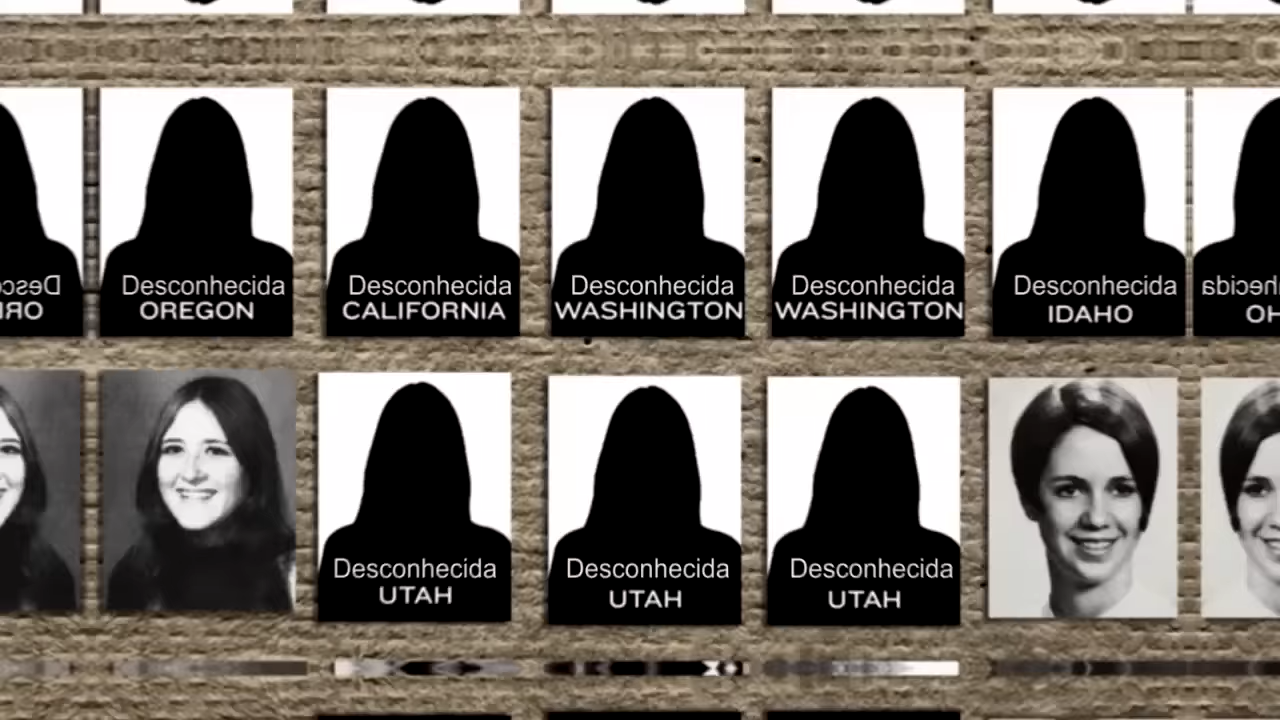 Desconhecida
OREGON
Desconhecida
CALIFORNIA
Desconhecida
WASHINGTON
Desconhecida
WASHINGTON
Desconhecida
IDAHO
Desconhecida
UTAH
Desconhecida
UTAH
Desconhecida
UTAH